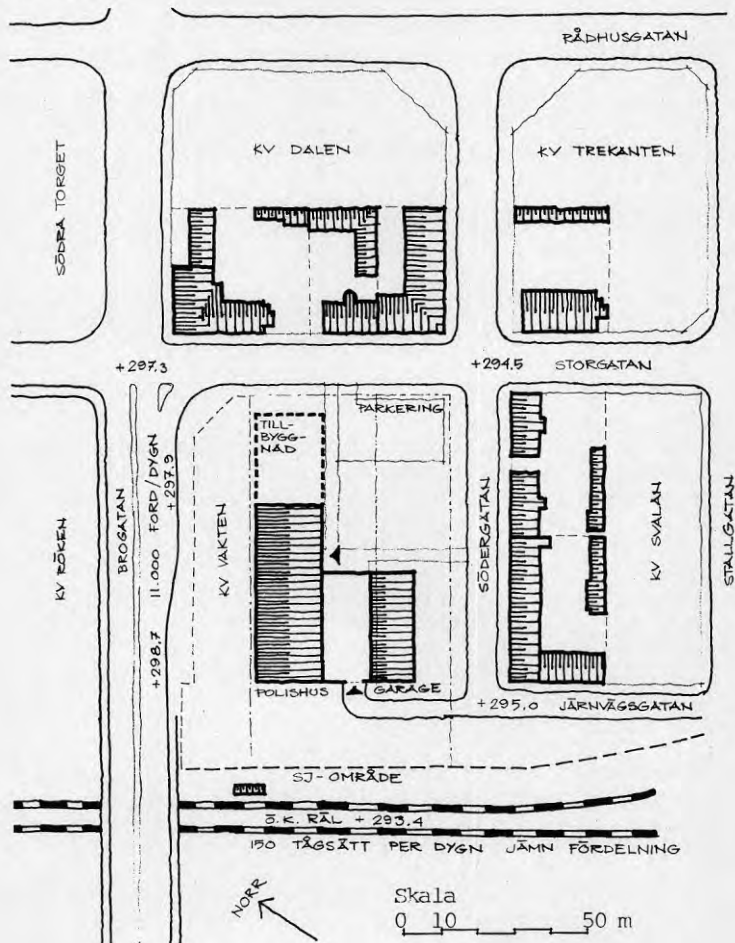 RÅDHUSGATAN
SÖDRA TORGET
KV DALEN
KV TREKANTEN
+297.3
+294.5 STORGATAN
KV RÖKEN
BROGATAN
+298.7 11.000 FORD/DYGN +297.9
KV VAKTEN
TILL-
BYGG-
NAD
PARKERING
SÖDERGATAN
KV SVALAN
STALLGATAN
POLISHUS
GARAGE
+295.0 JÄRNVÄGSGATAN
SJ-OMRÅDE
Ö.K. RÄL + 293.4
150 TÅGSÄTT PER DYGN JÄMN FÖRDELNING
NORR
Skala
0 10 50 m